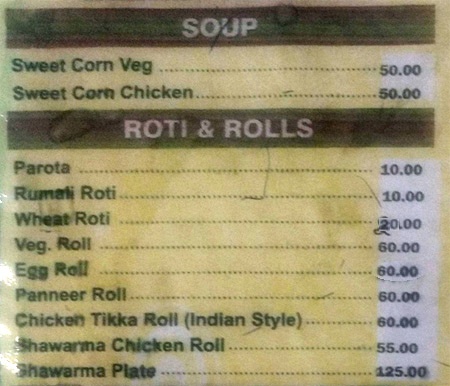 SOUP
Sweet Corn Veg 50.00
Sweet Corn Chicken 50.00
ROTI & ROLLS
Parota 10.00
Rumali Roti 10.00
Wheat Roti 20.00
Veg. Roll 60.00
Egg Roll 60.00
Panneer Roll 60.00
Chicken Tikka Roll (Indian Style) 60.00
Shawarma Chicken Roll 55.00
Shawarma Plate 125.00